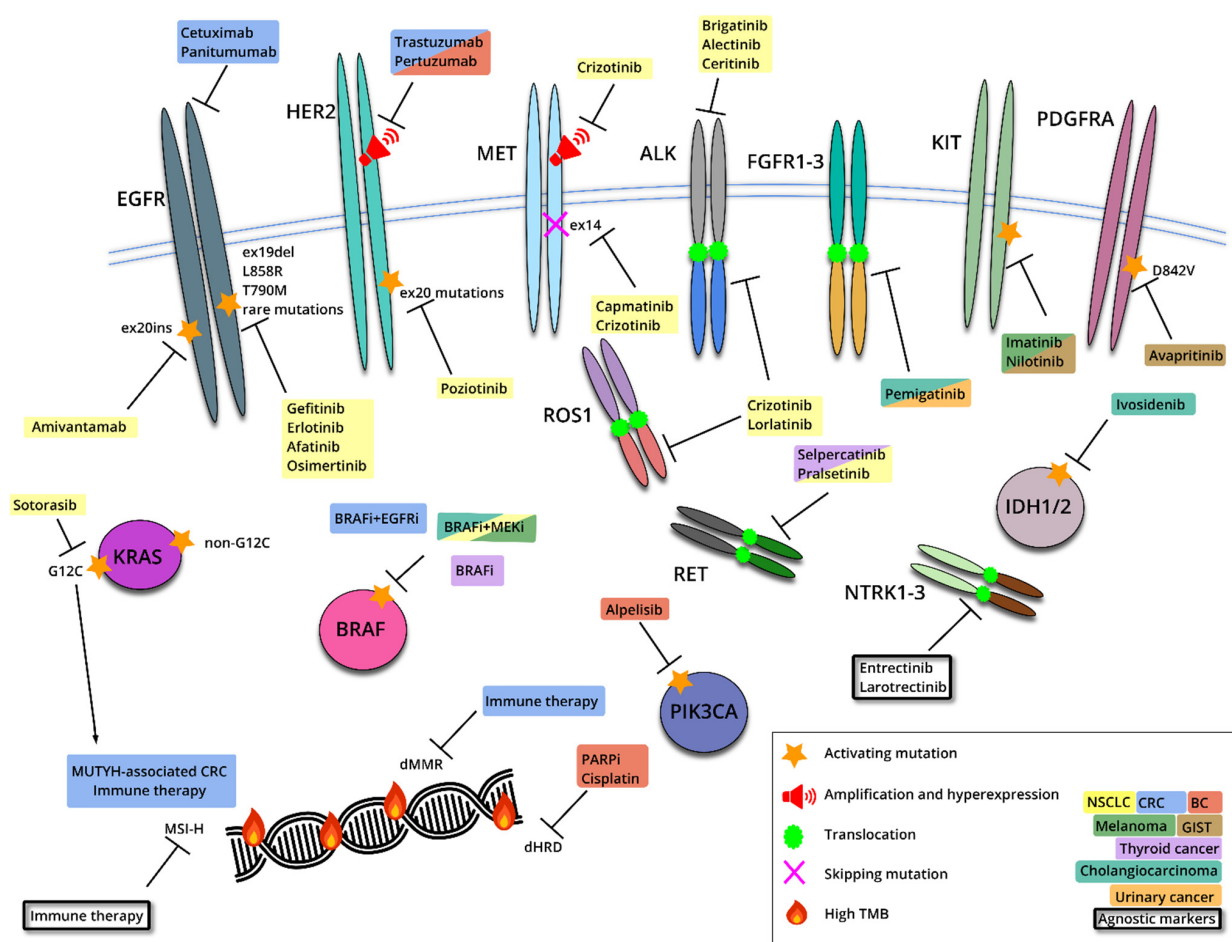 Cetuximab
Panitumumab
Trastuzumab
Pertuzumab
Crizotinib
Brigatinib
Alectinib
Ceritinib
HER2
MET
ALK
FGFR1-3
KIT
PDGFRA
EGFR
ex19del
L858R
T790M
rare mutations
ex20ins
ex20 mutations
ex14
D842V
Capmatinib
Crizotinib
Imatinib
Nilotinib
Avapritinib
Amivantamab
Gefitinib
Erlotinib
Afatinib
Osimertinib
Poziotinib
ROS1
Crizotinib
Lorlatinib
Pemigatinib
Ivosidenib
Selpercatinib
Pralsetinib
IDH1/2
Sotorasib
KRAS
non-G12C
G12C
BRAFi+EGFRi
BRAFi+MEKi
BRAFi
BRAF
RET
NTRK1-3
Alpelisib
PIK3CA
Entrectinib
Larotrectinib
Immune therapy
dMMR
PARPi
Cisplatin
dHRD
MUTYH-associated CRC
Immune therapy
MSI-H
Immune therapy
Activating mutation
Amplification and hyperexpression
Translocation
Skipping mutation
High TMB
NSCLC CRC BC
Melanoma GIST
Thyroid cancer
Cholangiocarcinoma
Urinary cancer
Agnostic markers